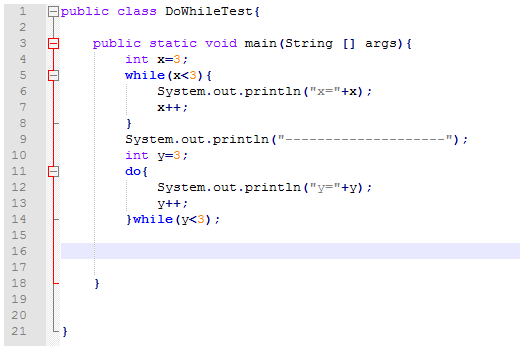 1 public class DoWhileTest{
2
3     public static void main(String [] args){
4         int x=3;
5         while(x<3){
6             System.out.println("x="+x);
7             x++;
8         }
9         System.out.println("--------------------");
10         int y=3;
11         do{
12             System.out.println("y="+y);
13             y++;
14         }while(y<3);
15
16
17
18     }
19
20
21 }